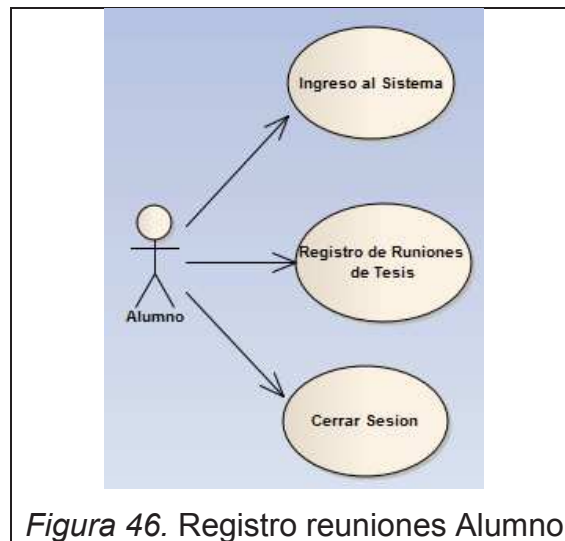 Ingreso al Sistema
Registro de Runiones
de Tesis
Alumno
Cerrar Sesion
Figura 46. Registro reuniones Alumno